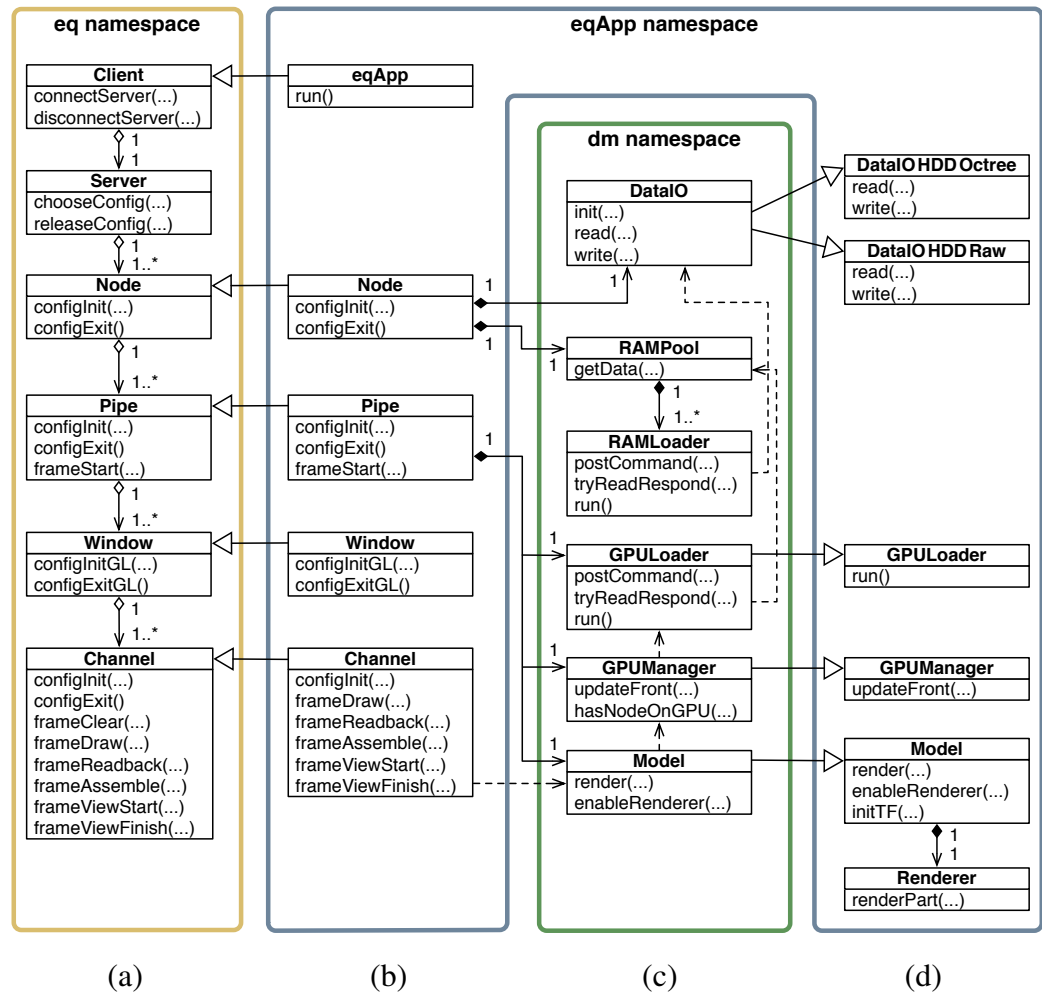 eq namespace
Client
connectServer(...)
disconnectServer(...)
1
1
Server
chooseConfig(...)
releaseConfig(...)
1
1..*
Node
configInit(...)
configExit()
1
1..*
Pipe
configInit(...)
configExit()
frameStart(...)
1
1..*
Window
configInitGL(...)
configExitGL()
1
1..*
Channel
configInit(...)
configExit()
frameClear(...)
frameDraw(...)
frameReadback(...)
frameAssemble(...)
frameViewStart(...)
frameViewFinish(...)
(a)
eqApp namespace
eqApp
run()
Node
configInit(...)
configExit()
1
1
Pipe
configInit(...)
configExit()
frameStart(...)
1
Window
configInitGL(...)
configExitGL()
Channel
configInit(...)
frameDraw(...)
frameReadback(...)
frameAssemble(...)
frameViewStart(...)
frameViewFinish(...)
(b)
dm namespace
DataIO
init(...)
read(...)
write(...)
1
RAMPool
getData(...)
1
1
1..*
RAMLoader
postCommand(...)
tryReadRespond(...)
run()
1
GPULoader
postCommand(...)
tryReadRespond(...)
run()
1
GPUManager
updateFront(...)
hasNodeOnGPU(...)
1
Model
render(...)
enableRenderer(...)
(c)
DataIO HDD Octree
read(...)
write(...)
DataIO HDD Raw
read(...)
write(...)
GPULoader
run()
GPUManager
updateFront(...)
Model
render(...)
enableRenderer(...)
initTF(...)
1
1
Renderer
renderPart(...)
(d)